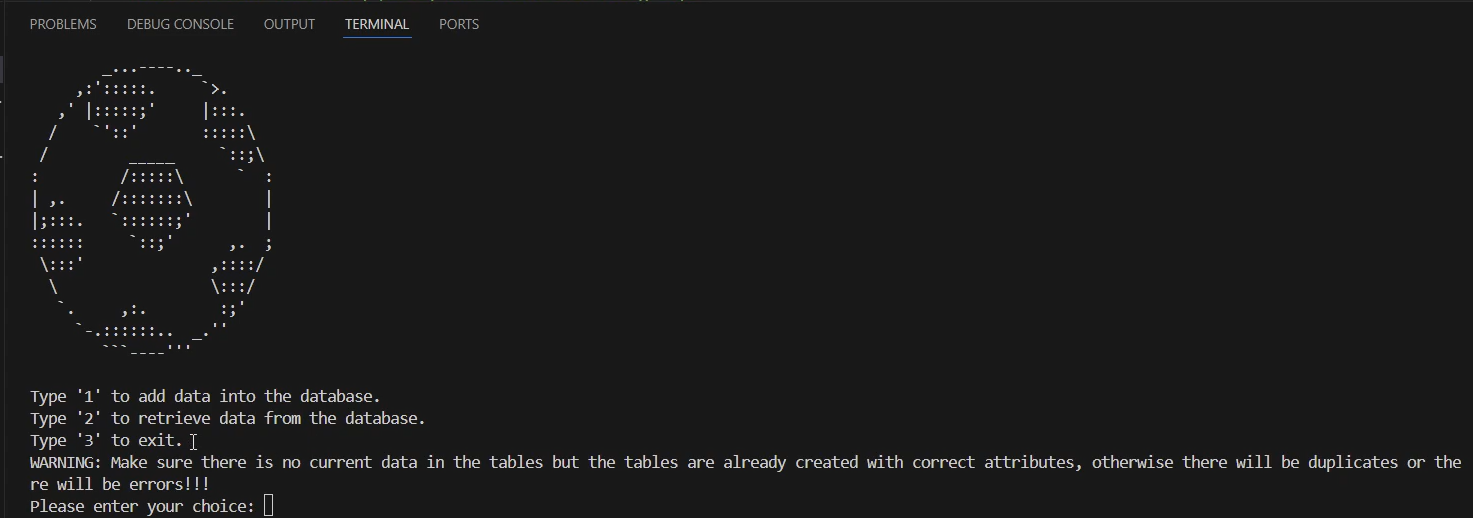 PROBLEMS DEBUG CONSOLE OUTPUT TERMINAL PORTS
Type '1' to add data into the database.
Type '2' to retrieve data from the database.
Type '3' to exit.
WARNING: Make sure there is no current data in the tables but the tables are already created with correct attributes, otherwise there will be duplicates or the
re will be errors!!!
Please enter your choice: